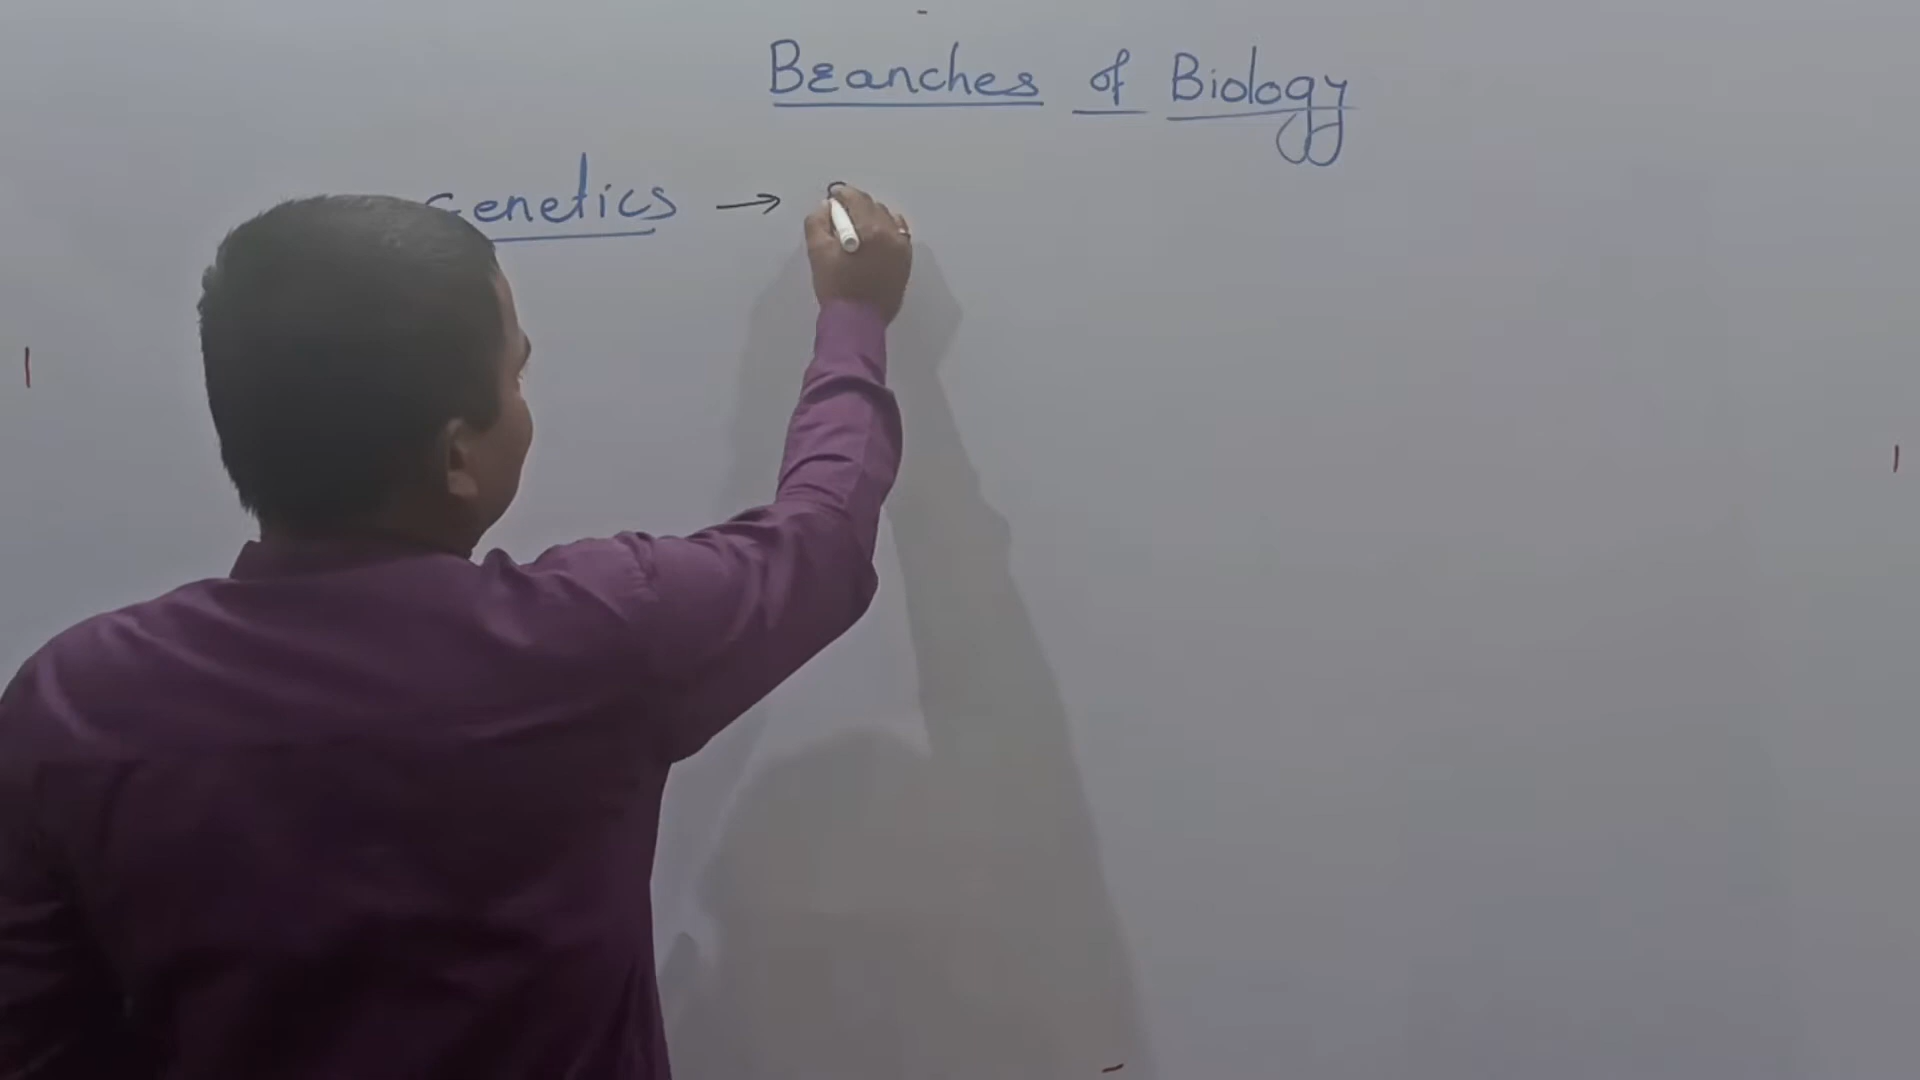 Branches of Biology
Genetics →